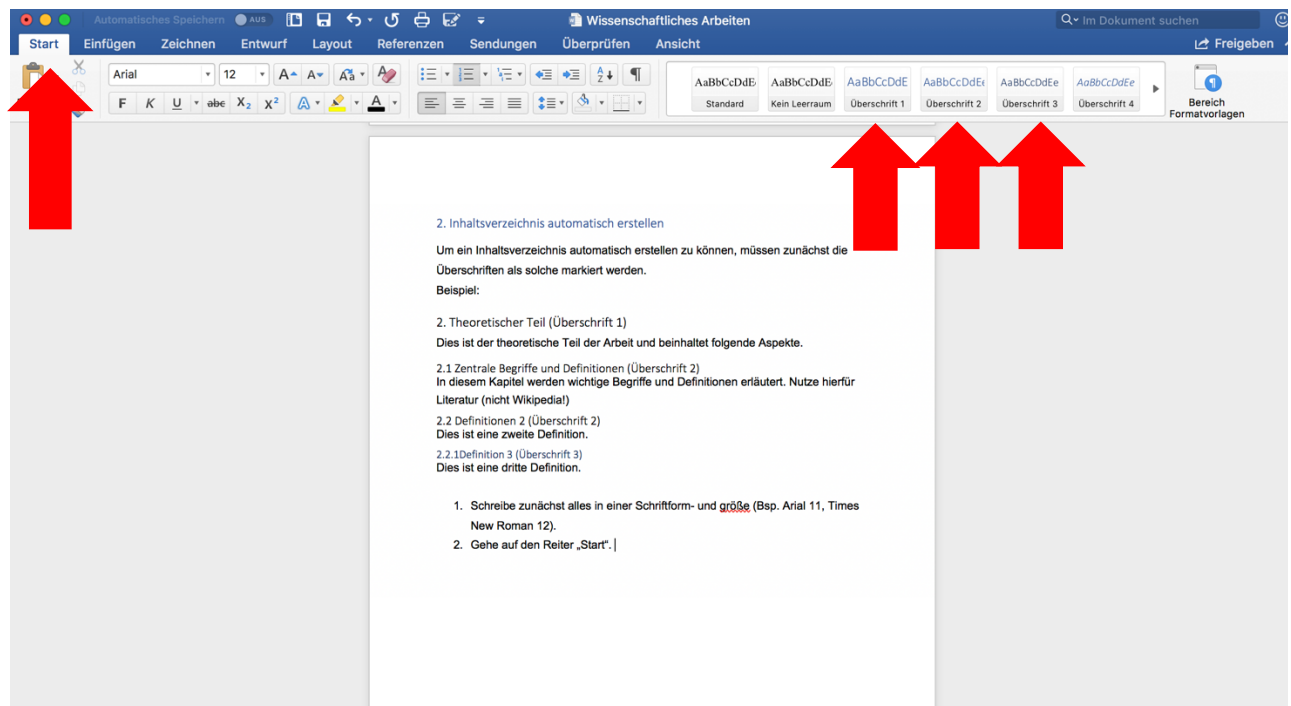 Automatisches Speichern AUS Wissenschaftliches Arbeiten Im Dokument suchen
Start Einfügen Zeichnen Entwurf Layout Referenzen Sendungen Überprüfen Ansicht Freigeben
Arial 12 AaBbCcDdE AaBbCcDdE AaBbCcDdE AaBbCcDdEe AaBbCcDdEe AaBbCcDdEe
F K U abc X₂ X² A A Standard Kein Leerraum Überschrift 1 Überschrift 2 Überschrift 3 Überschrift 4 Bereich
Formatvorlagen
2. Inhaltsverzeichnis automatisch erstellen
Um ein Inhaltsverzeichnis automatisch erstellen zu können, müssen zunächst die
Überschriften als solche markiert werden.
Beispiel:
2. Theoretischer Teil (Überschrift 1)
Dies ist der theoretische Teil der Arbeit und beinhaltet folgende Aspekte.
2.1 Zentrale Begriffe und Definitionen (Überschrift 2)
In diesem Kapitel werden wichtige Begriffe und Definitionen erläutert. Nutze hierfür
Literatur (nicht Wikipedia!)
2.2 Definitionen 2 (Überschrift 2)
Dies ist eine zweite Definition.
2.2.1Definition 3 (Überschrift 3)
Dies ist eine dritte Definition.
1. Schreibe zunächst alles in einer Schriftform- und größe (Bsp. Arial 11, Times
New Roman 12).
2. Gehe auf den Reiter „Start“.